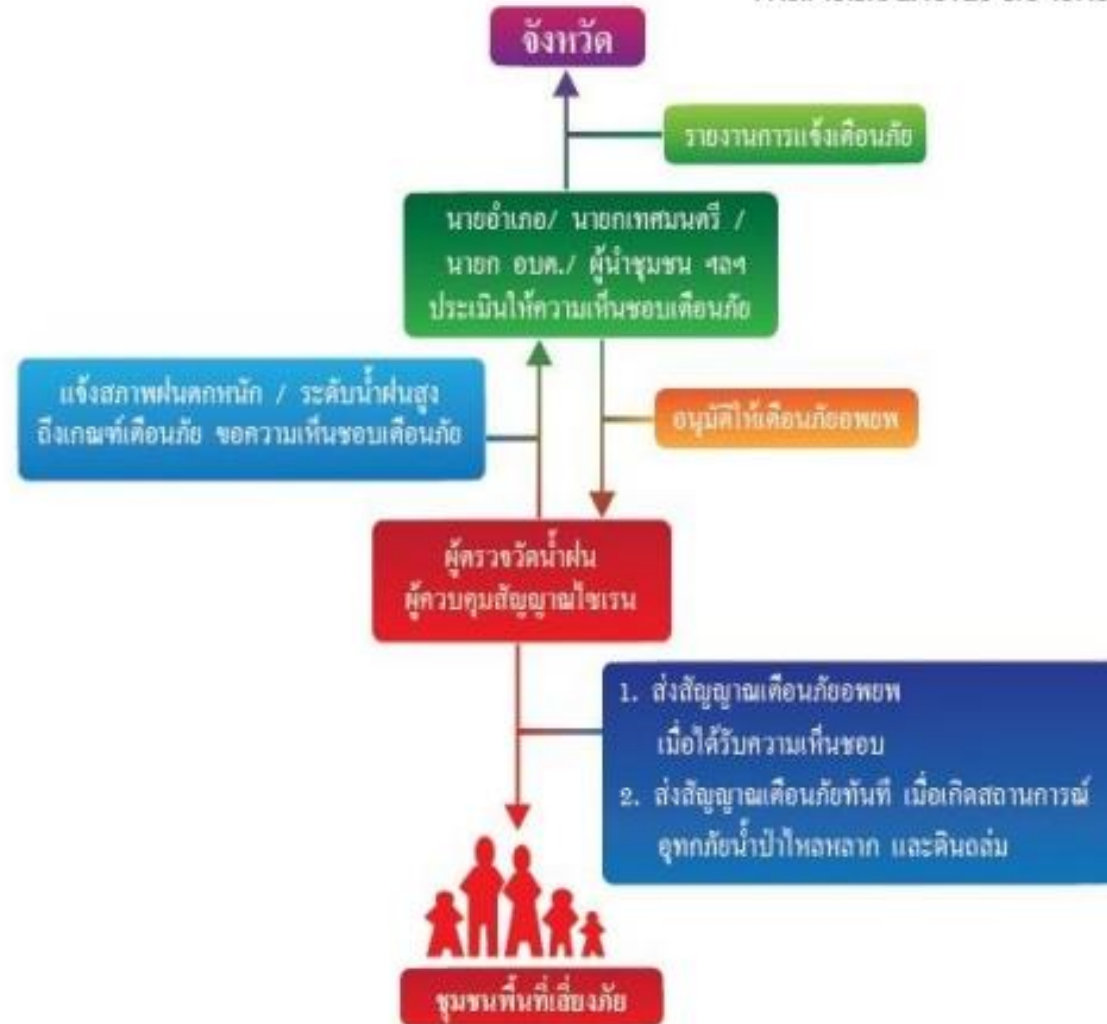 จังหวัด
รายงานการแจ้งเตือนภัย
นายอำเภอ/ นายกเทศมนตรี /
นายก อบต./ ผู้นำชุมชน ฯลฯ
ประเมินให้ความเห็นชอบเตือนภัย
แจ้งสภาพฝนตกหนัก / ระดับน้ำฝนสูง
ถึงเกณฑ์เตือนภัย ขอความเห็นชอบเตือนภัย
อนุมัติให้เตือนภัยอพยพ
ผู้ตรวจวัดน้ำฝน
ผู้ควบคุมสัญญาณไซเรน
1. ส่งสัญญาณเตือนภัยอพยพ
เมื่อได้รับความเห็นชอบ
2. ส่งสัญญาณเตือนภัยทันที เมื่อเกิดสถานการณ์
อุทกภัยน้ำป่าไหลหลาก และดินถล่ม
ชุมชนพื้นที่เสี่ยงภัย